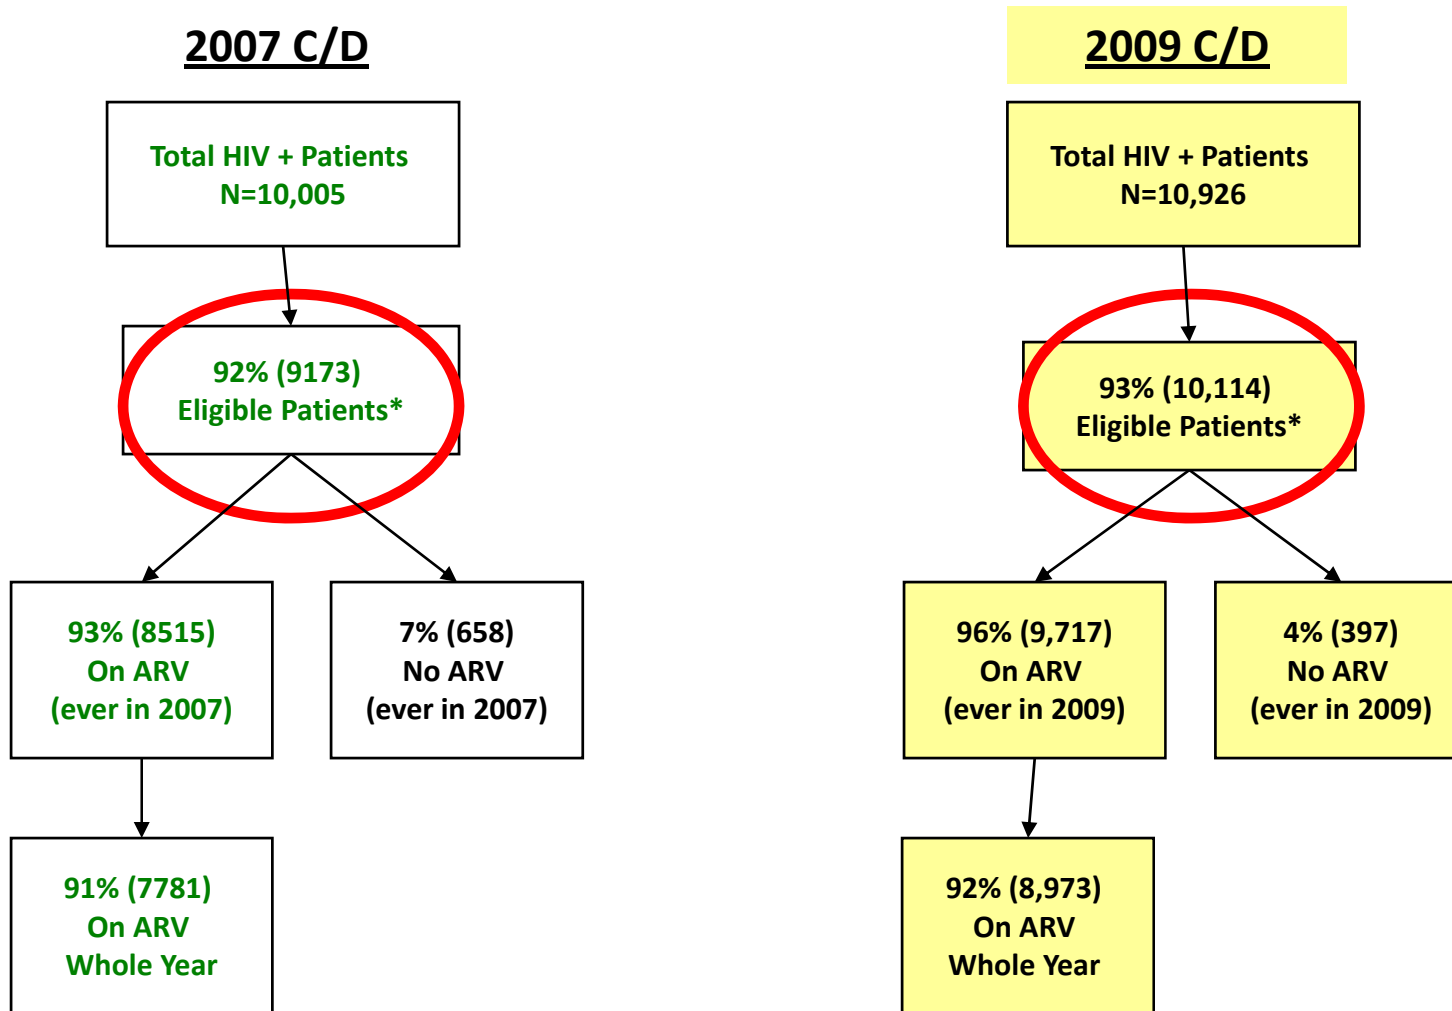 2007 C/D
Total HIV + Patients
N=10,005
92% (9173)
Eligible Patients*
93% (8515)
On ARV
(ever in 2007)
7% (658)
No ARV
(ever in 2007)
91% (7781)
On ARV
Whole Year
2009 C/D
Total HIV + Patients
N=10,926
93% (10,114)
Eligible Patients*
96% (9,717)
On ARV
(ever in 2009)
4% (397)
No ARV
(ever in 2009)
92% (8,973)
On ARV
Whole Year